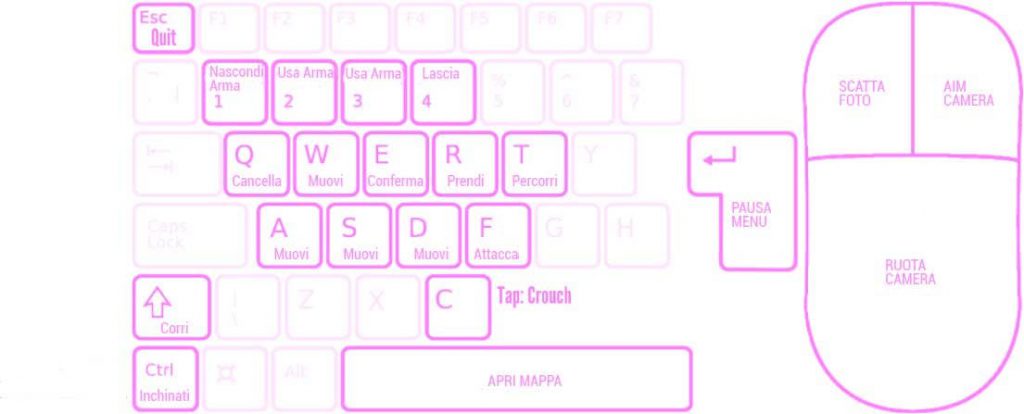 Esc F1 F2 F3 F4 F5 F6 F7
Quit
Nascondi Arma
1
Usa Arma
2
Usa Arma
3
Lascia
4
%
5
^
6
&
7
Q
Cancella
W
Muovi
E
Conferma
R
Prendi
T
Percorri
Y
Caps
Lock
A
Muovi
S
Muovi
D
Muovi
F
Attacca
G
H
Corri
Z
X
C
Tap: Crouch
Ctrl
Inchinati
Alt
APRI MAPPA
PAUSA
MENU
SCATTA
FOTO
AIM
CAMERA
RUOTA
CAMERA